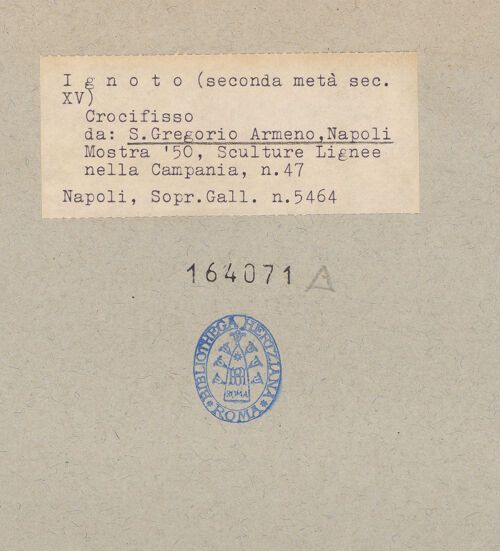 I g n o t o (seconda metà sec.
XV)
Crocifisso
da: S.Gregorio Armeno,Napoli
Mostra '50, Sculture Lignee
nella Campania, n.47
Napoli, Sopr.Gall. n.5464
164071 A
BIBLIOTHECA HERTZIANA
ROMA
ROMA